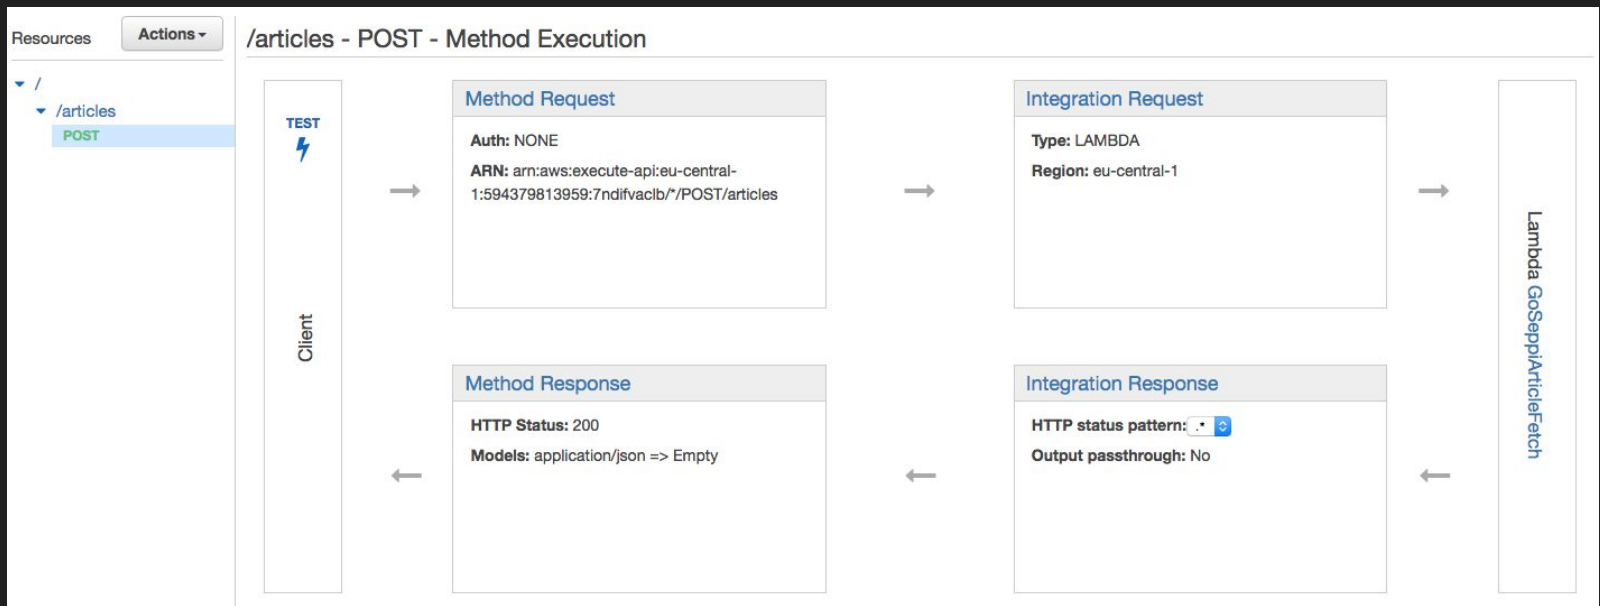 Resources
Actions
/
/articles
POST
/articles - POST - Method Execution
TEST
Client
Method Request
Auth: NONE
ARN: arn:aws:execute-api:eu-central-
1:594379813959:7ndifvaclb/*/POST/articles
Integration Request
Type: LAMBDA
Region: eu-central-1
Lambda GoSeppiArticleFetch
Method Response
HTTP Status: 200
Models: application/json => Empty
Integration Response
HTTP status pattern: .*
Output passthrough: No